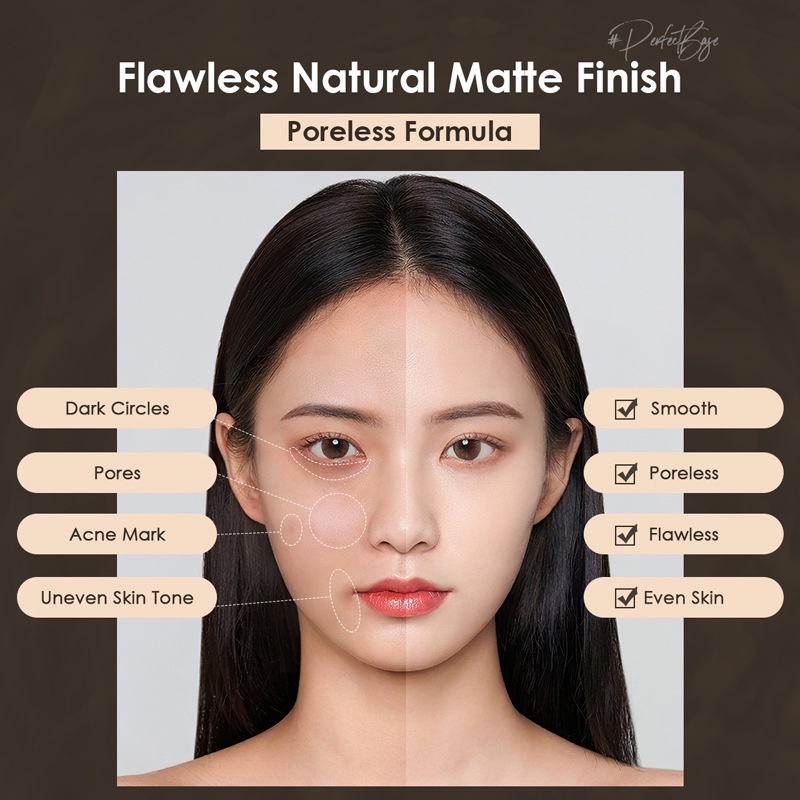 #PerfectBase
Flawless Natural Matte Finish
Poreless Formula
Dark Circles
Pores
Acne Mark
Uneven Skin Tone
Smooth
Poreless
Flawless
Even Skin